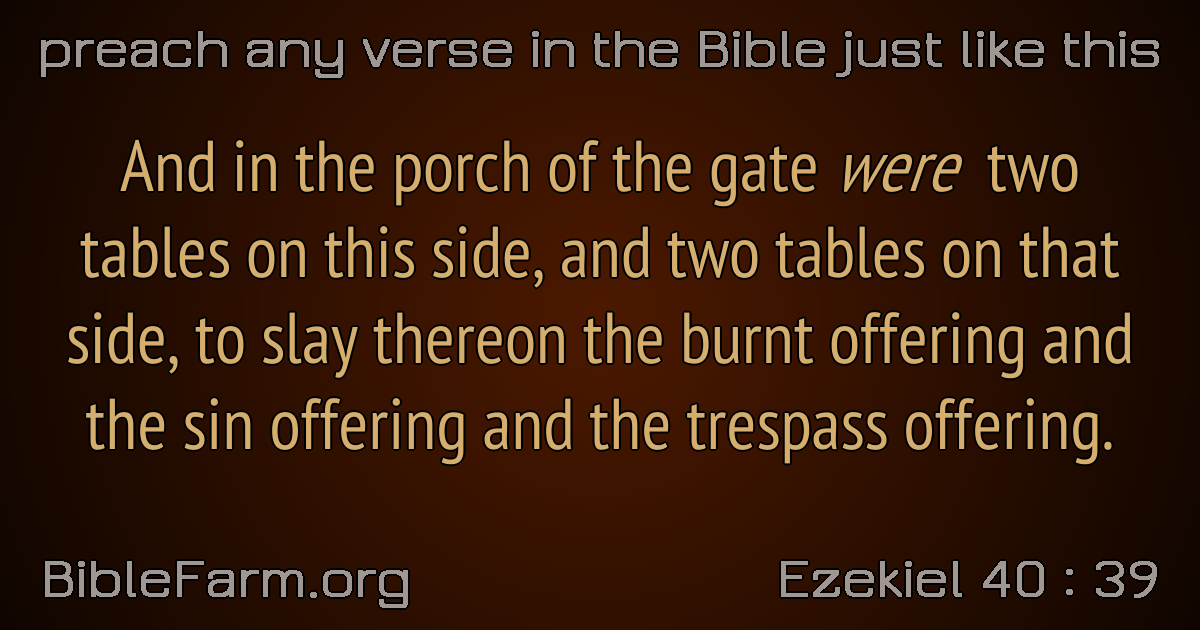 preach any verse in the Bible just like this
And in the porch of the gate were two
tables on this side, and two tables on that
side, to slay thereon the burnt offering and
the sin offering and the trespass offering.
BibleFarm.org
Ezekiel 40 : 39